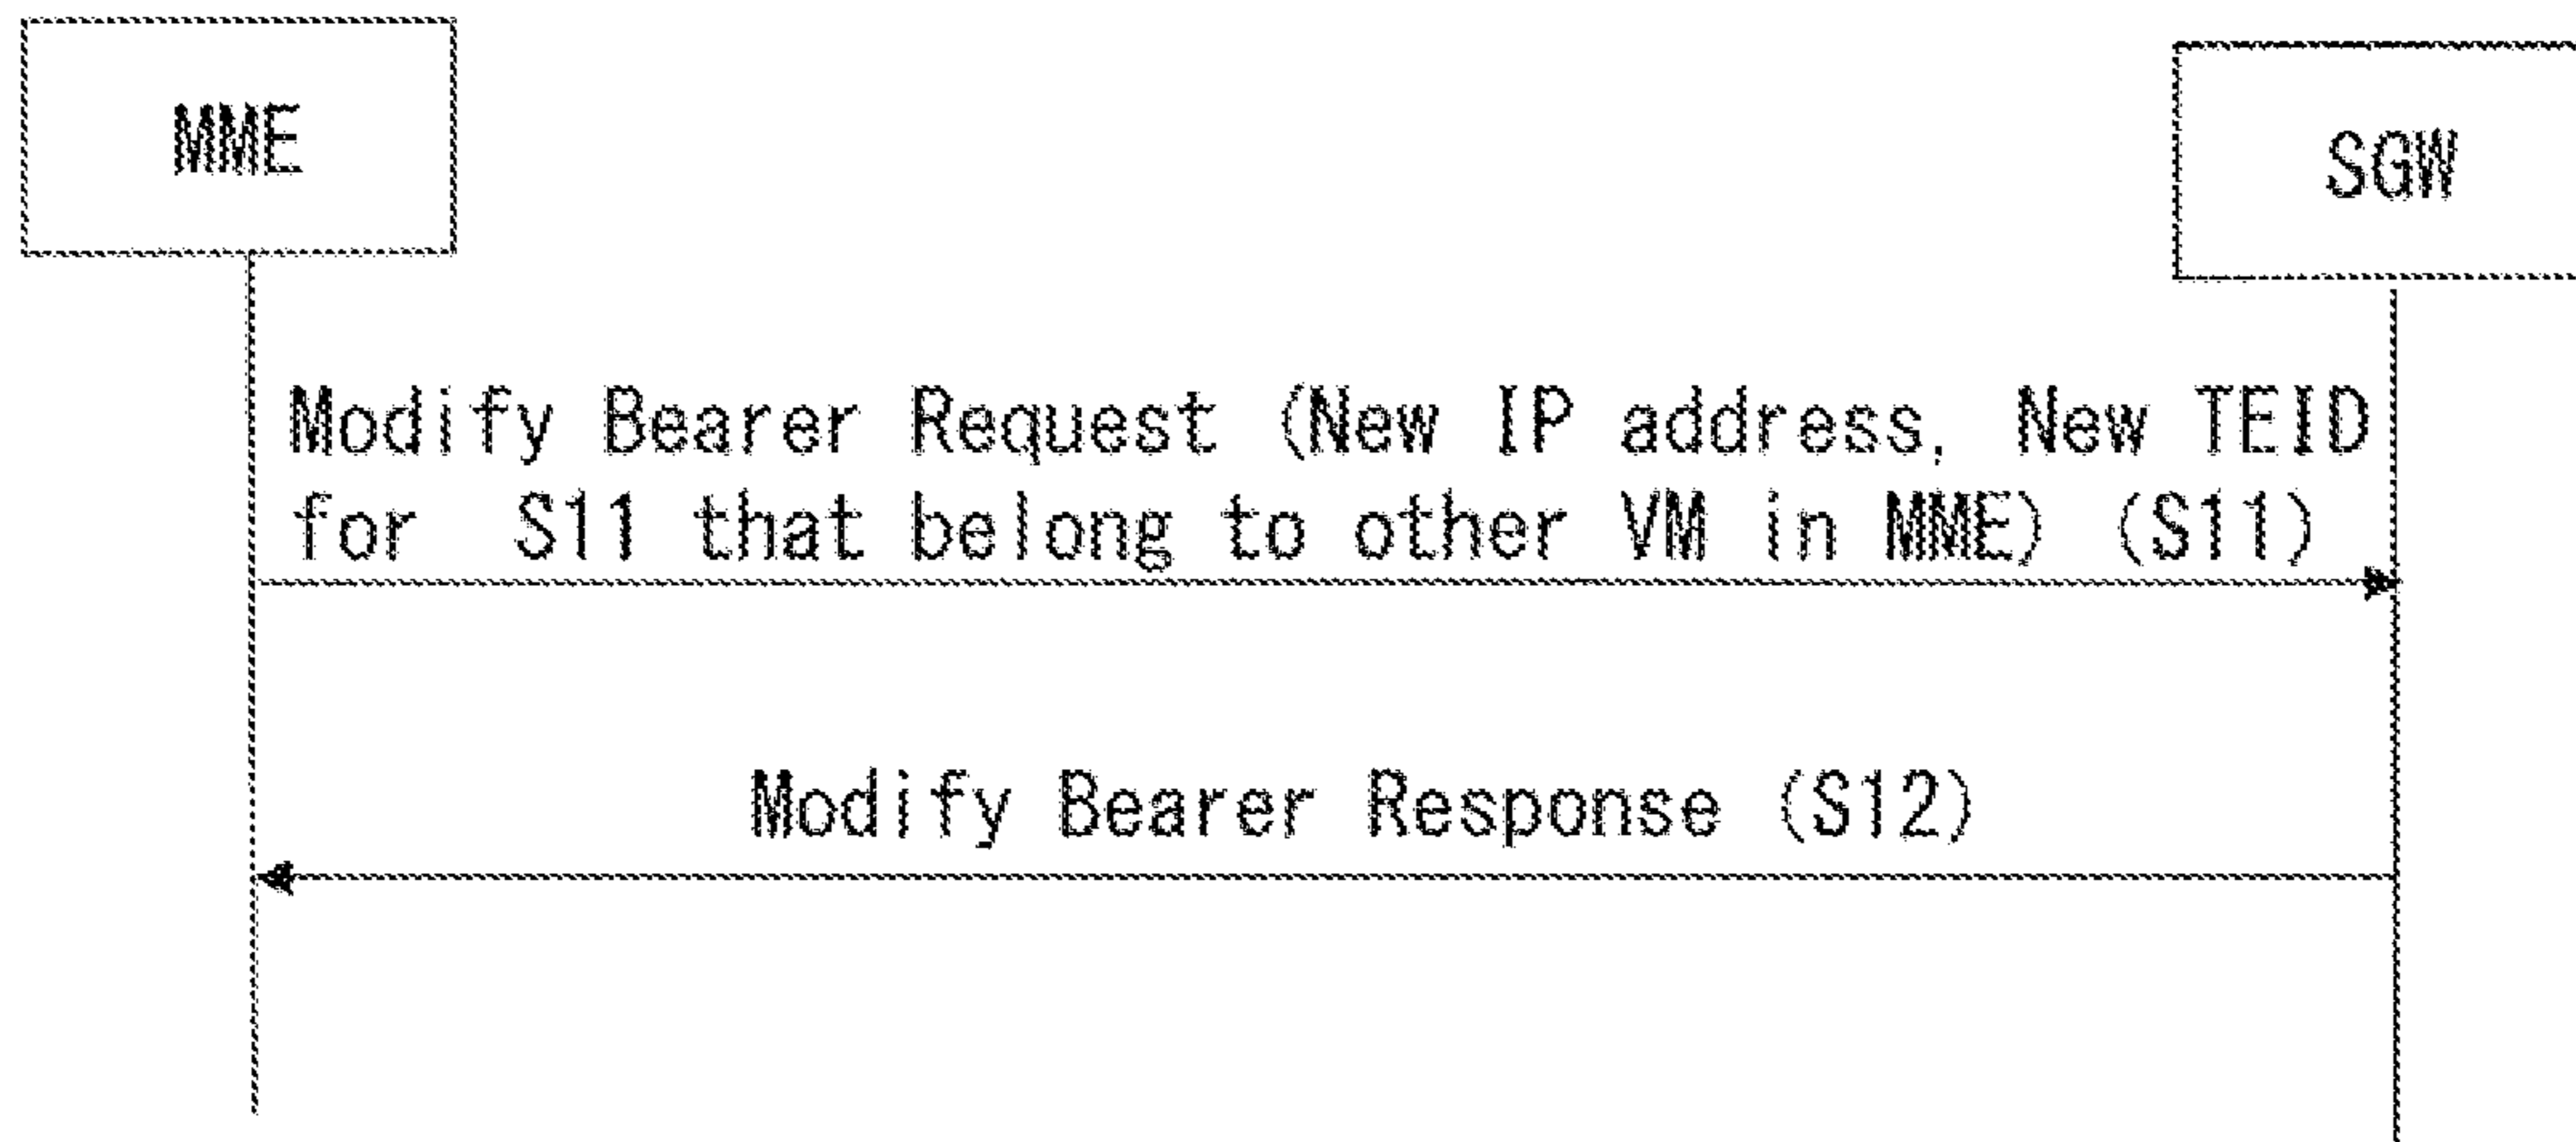 MME
SGW
Modify Bearer Request (New IP address, New TEID
for S11 that belong to other VM in MME) (S11)
Modify Bearer Response (S12)